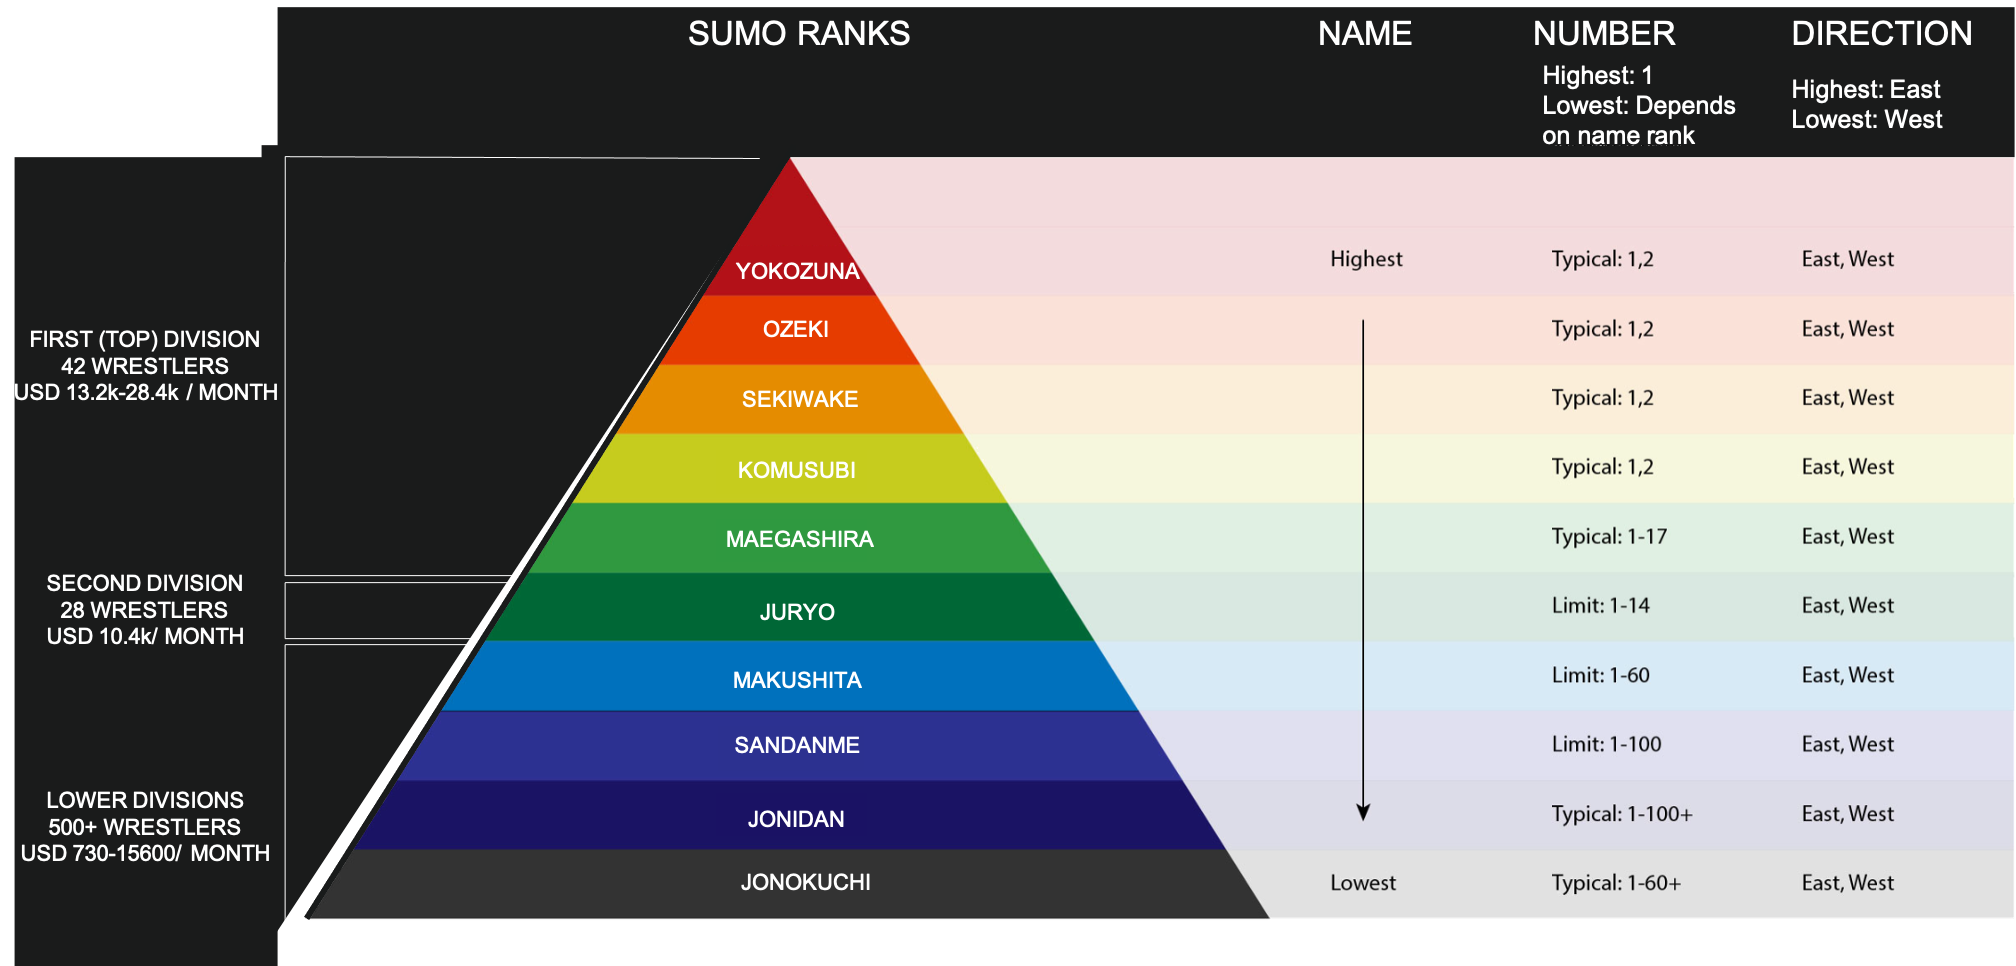 SUMO RANKS
NAME
NUMBER
Highest: 1
Lowest: Depends
on name rank
DIRECTION
Highest: East
Lowest: West
FIRST (TOP) DIVISION
42 WRESTLERS
USD 13.2k-28.4k / MONTH
SECOND DIVISION
28 WRESTLERS
USD 10.4k/ MONTH
LOWER DIVISIONS
500+ WRESTLERS
USD 730-15600/ MONTH
YOKOZUNA Highest Typical: 1,2 East, West
OZEKI Typical: 1,2 East, West
SEKIWAKE Typical: 1,2 East, West
KOMUSUBI Typical: 1,2 East, West
MAEGASHIRA Typical: 1-17 East, West
JURYO Limit: 1-14 East, West
MAKUSHITA Limit: 1-60 East, West
SANDANME Limit: 1-100 East, West
JONIDAN Typical: 1-100+ East, West
JONOKUCHI Lowest Typical: 1-60+ East, West